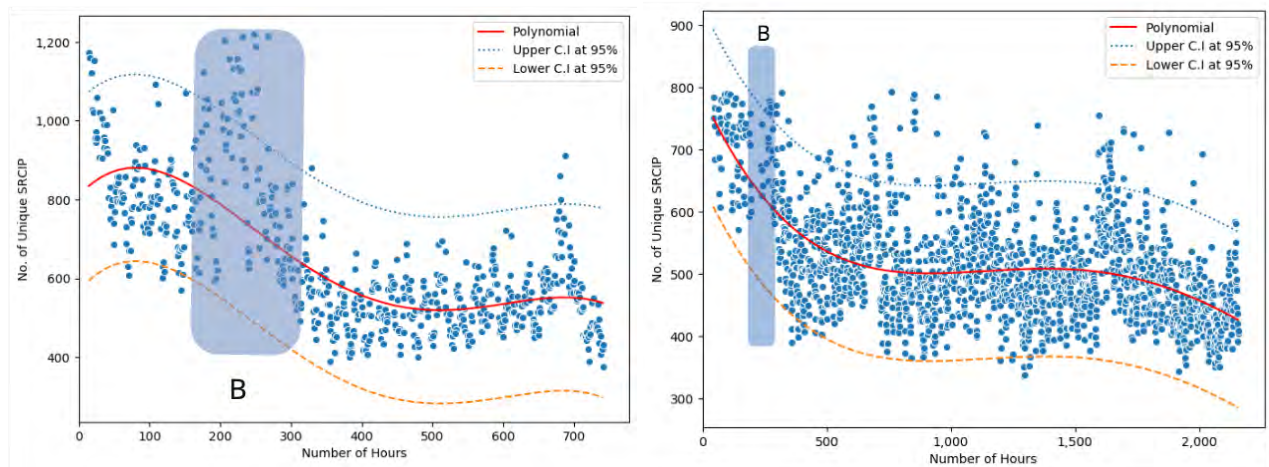 1,200
1,000
800
600
400
No. of Unique SRCIP
Polynomial
Upper C.I at 95%
Lower C.I at 95%
B
0
100
200
300
400
500
600
700
Number of Hours
900
800
700
600
500
400
300
No. of Unique SRCIP
B
Polynomial
Upper C.I at 95%
Lower C.I at 95%
0
500
1,000
1,500
2,000
Number of Hours